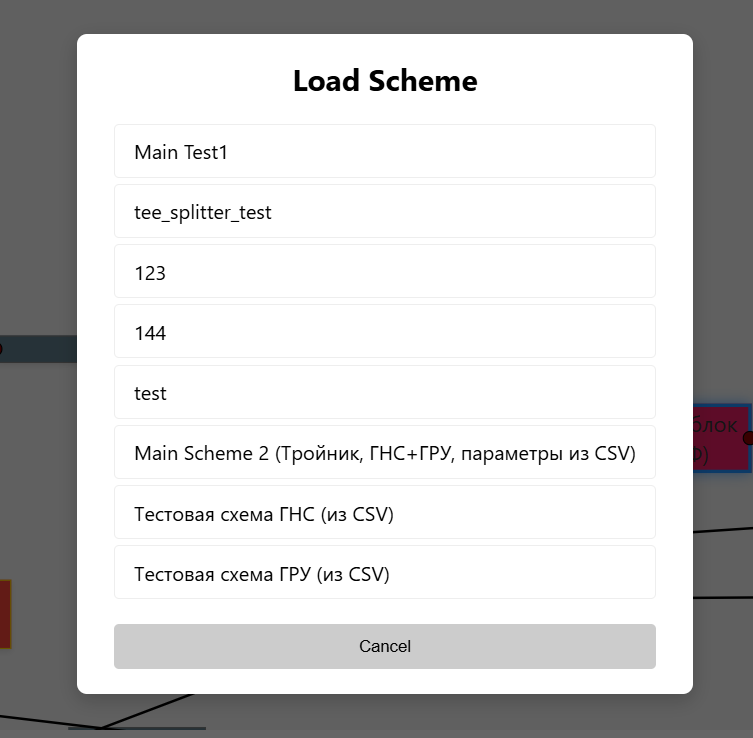 Load Scheme
Main Test1
tee_splitter_test
123
144
test
Main Scheme 2 (Тройник, ГНС+ГРУ, параметры из CSV)
блок
Тестовая схема ГНС (из CSV)
Тестовая схема ГРУ (из CSV)
Cancel